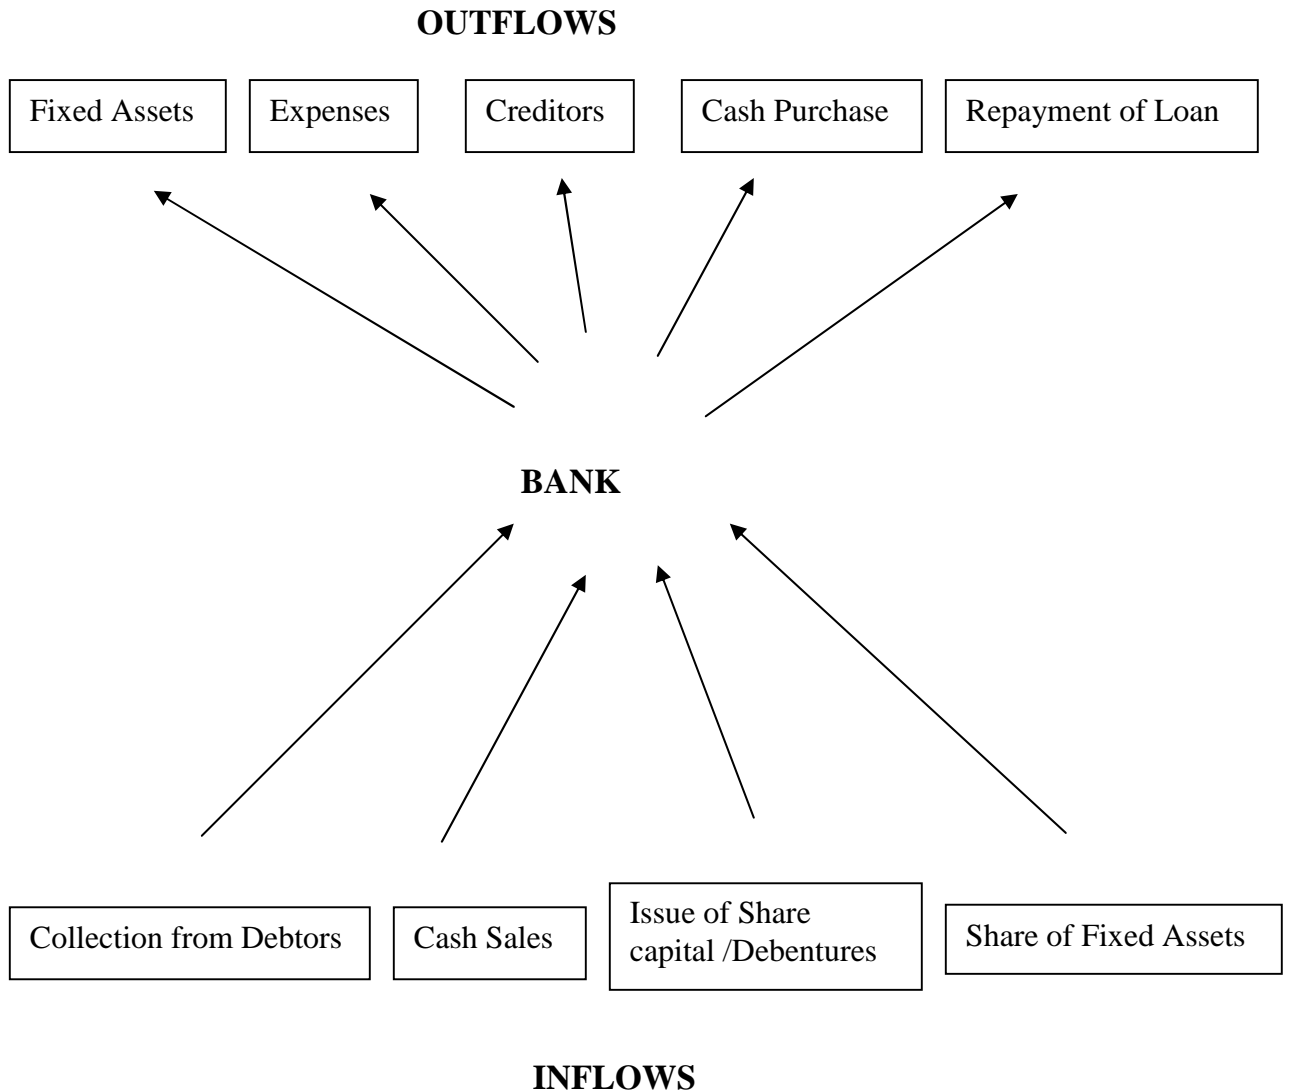 OUTFLOWS
Fixed Assets
Expenses
Creditors
Cash Purchase
Repayment of Loan
BANK
Collection from Debtors
Cash Sales
Issue of Share
capital /Debentures
Share of Fixed Assets
INFLOWS